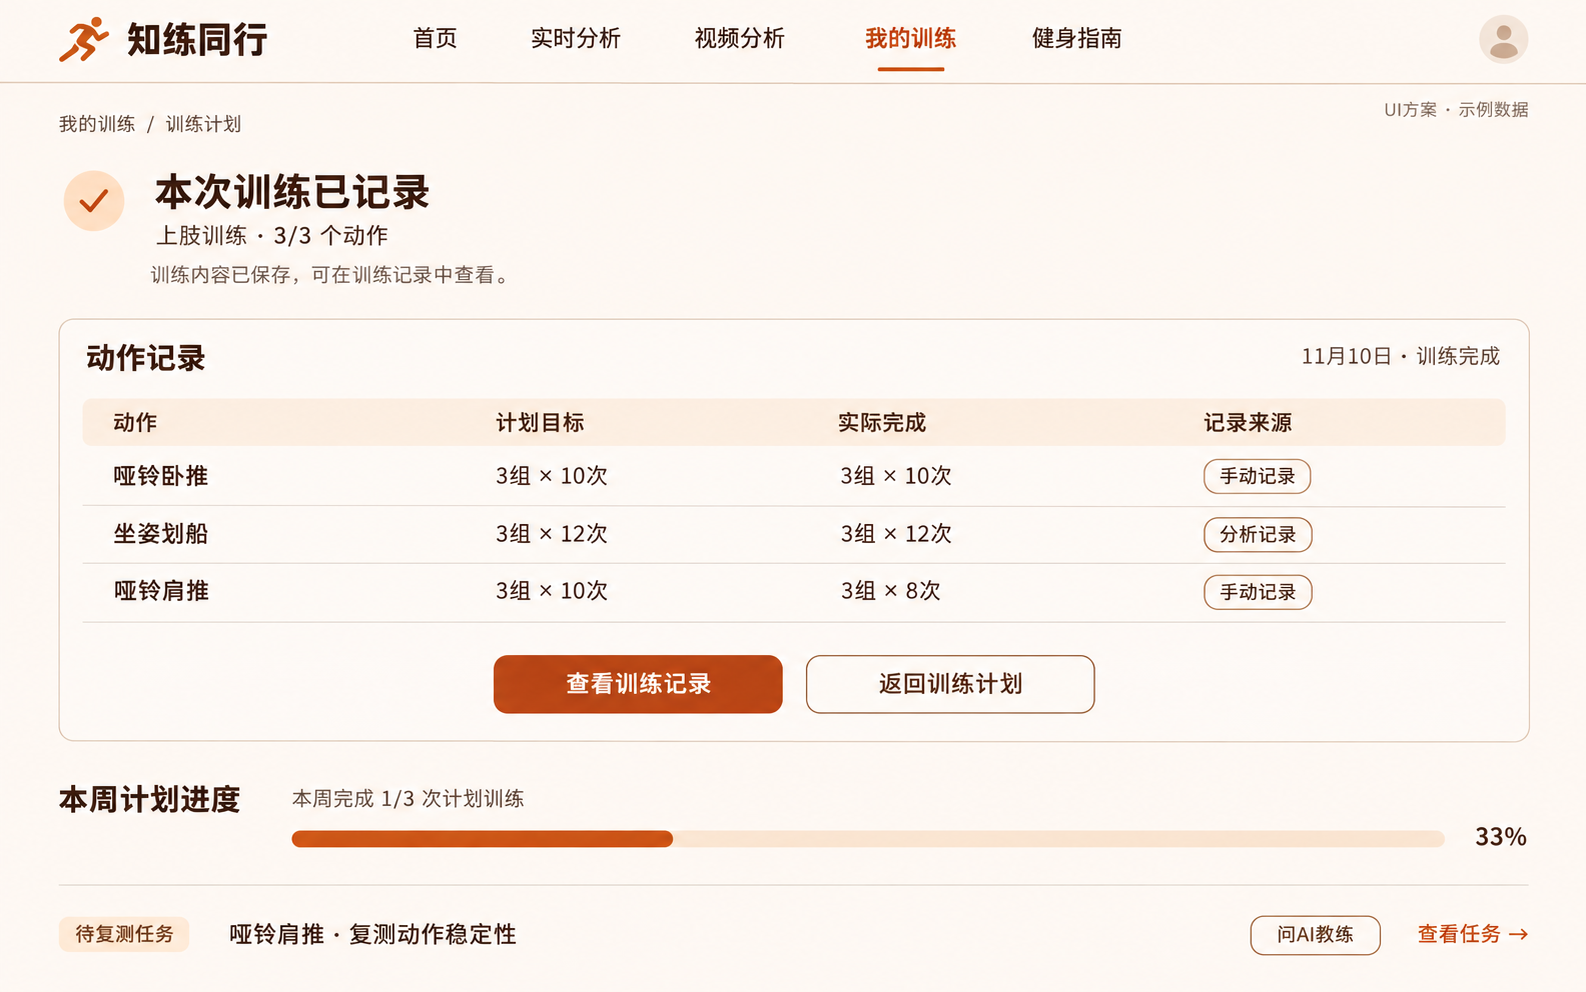 知练同行 首页 实时分析 视频分析 我的训练 健身指南
UI方案 · 示例数据
我的训练 / 训练计划
本次训练已记录
上肢训练 · 3/3 个动作
训练内容已保存，可在训练记录中查看。
动作记录 11月10日 · 训练完成
动作 计划目标 实际完成 记录来源
哑铃卧推 3组 × 10次 3组 × 10次 手动记录
坐姿划船 3组 × 12次 3组 × 12次 分析记录
哑铃肩推 3组 × 10次 3组 × 8次 手动记录
查看训练记录 返回训练计划
本周计划进度 本周完成 1/3 次计划训练
33%
待复测任务 哑铃肩推 · 复测动作稳定性 问AI教练 查看任务 →